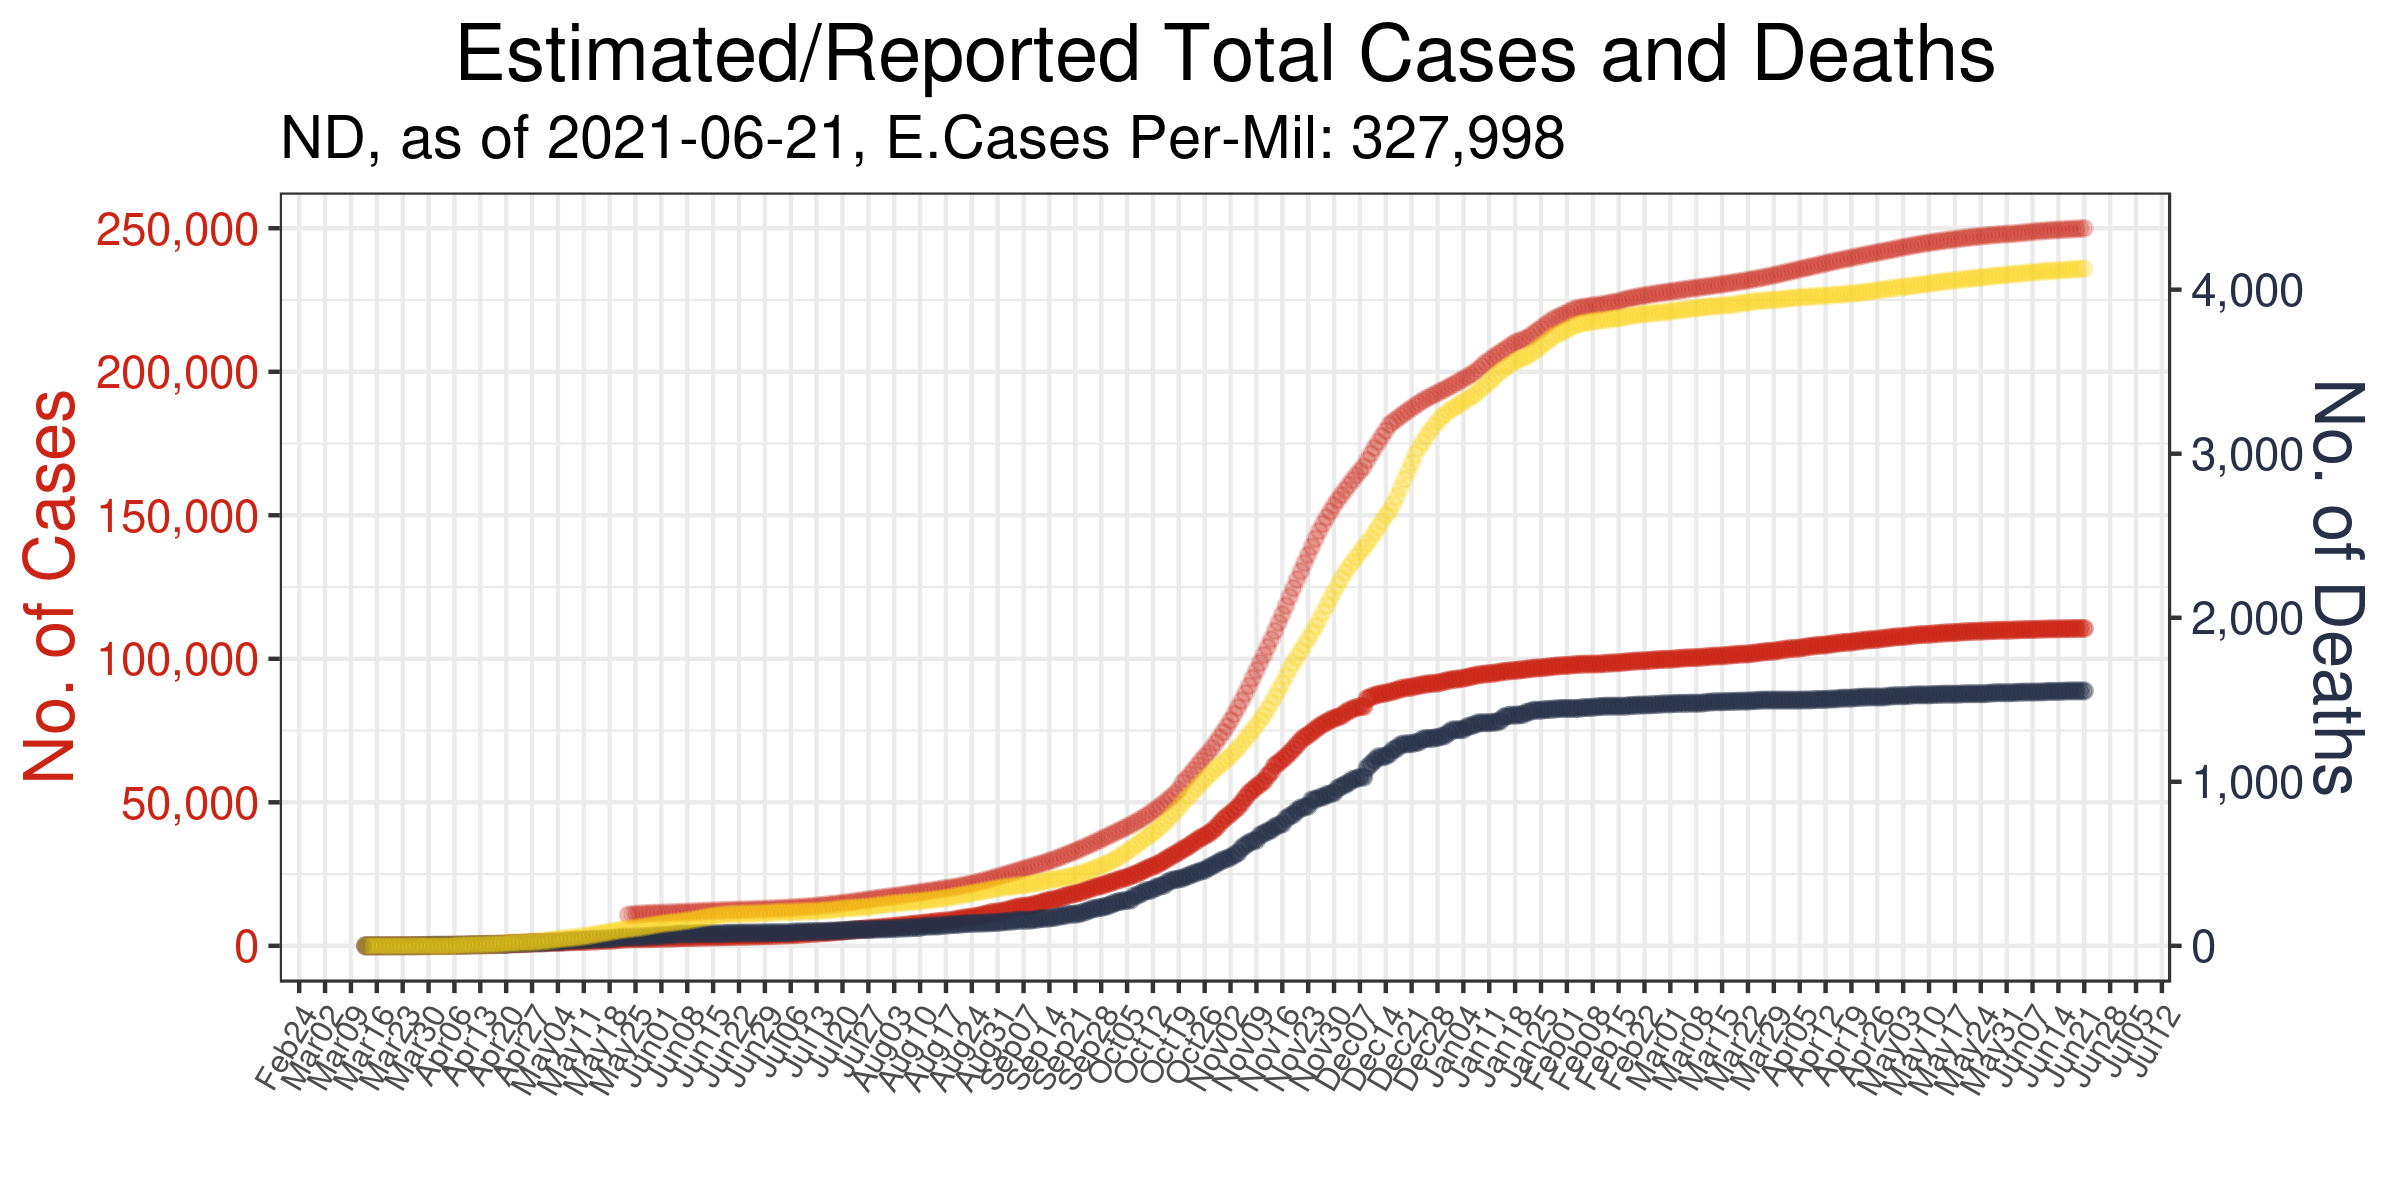 Estimated/Reported Total Cases and Deaths
ND, as of 2021-06-21, E.Cases Per-Mil: 327,998
No. of Cases
250,000
200,000
150,000
100,000
50,000
0
4,000
3,000
2,000
1,000
0
No. of Deaths
Feb24
Mar02
Mar09
Mar16
Mar23
Mar30
Apr06
Apr13
Apr20
Apr27
May04
May11
May18
May25
Jun01
Jun08
Jun15
Jun22
Jun29
Jul06
Jul13
Jul20
Jul27
Aug03
Aug10
Aug17
Aug24
Aug31
Sep07
Sep14
Sep21
Sep28
Oct05
Oct12
Oct19
Oct26
Nov02
Nov09
Nov16
Nov23
Nov30
Dec07
Dec14
Dec21
Dec28
Jan04
Jan11
Jan18
Jan25
Feb01
Feb08
Feb15
Feb22
Mar01
Mar08
Mar15
Mar22
Mar29
Apr05
Apr12
Apr19
Apr26
May03
May10
May17
May24
May31
Jun07
Jun14
Jun21
Jun28
Jul05
Jul12